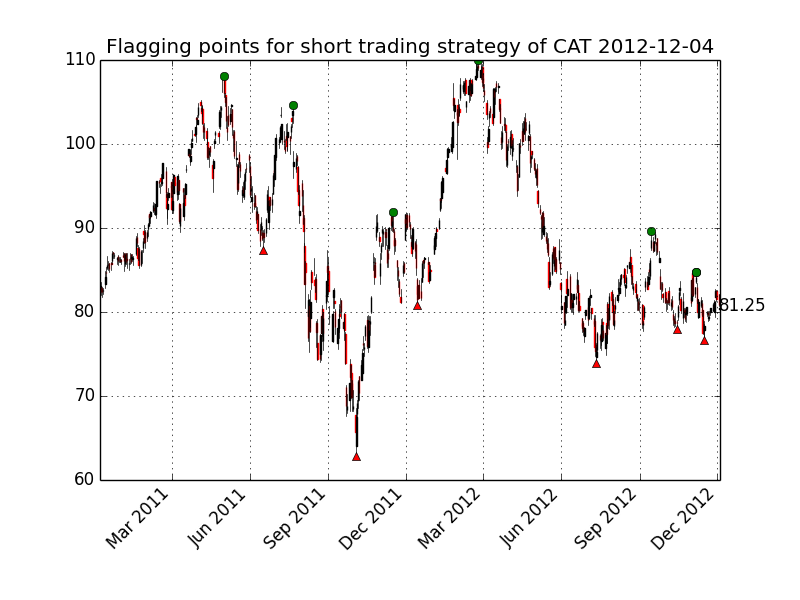 Flagging points for short trading strategy of CAT 2012-12-04
110
100
90
80
70
60
81.25
Mar 2011
Jun 2011
Sep 2011
Dec 2011
Mar 2012
Jun 2012
Sep 2012
Dec 2012